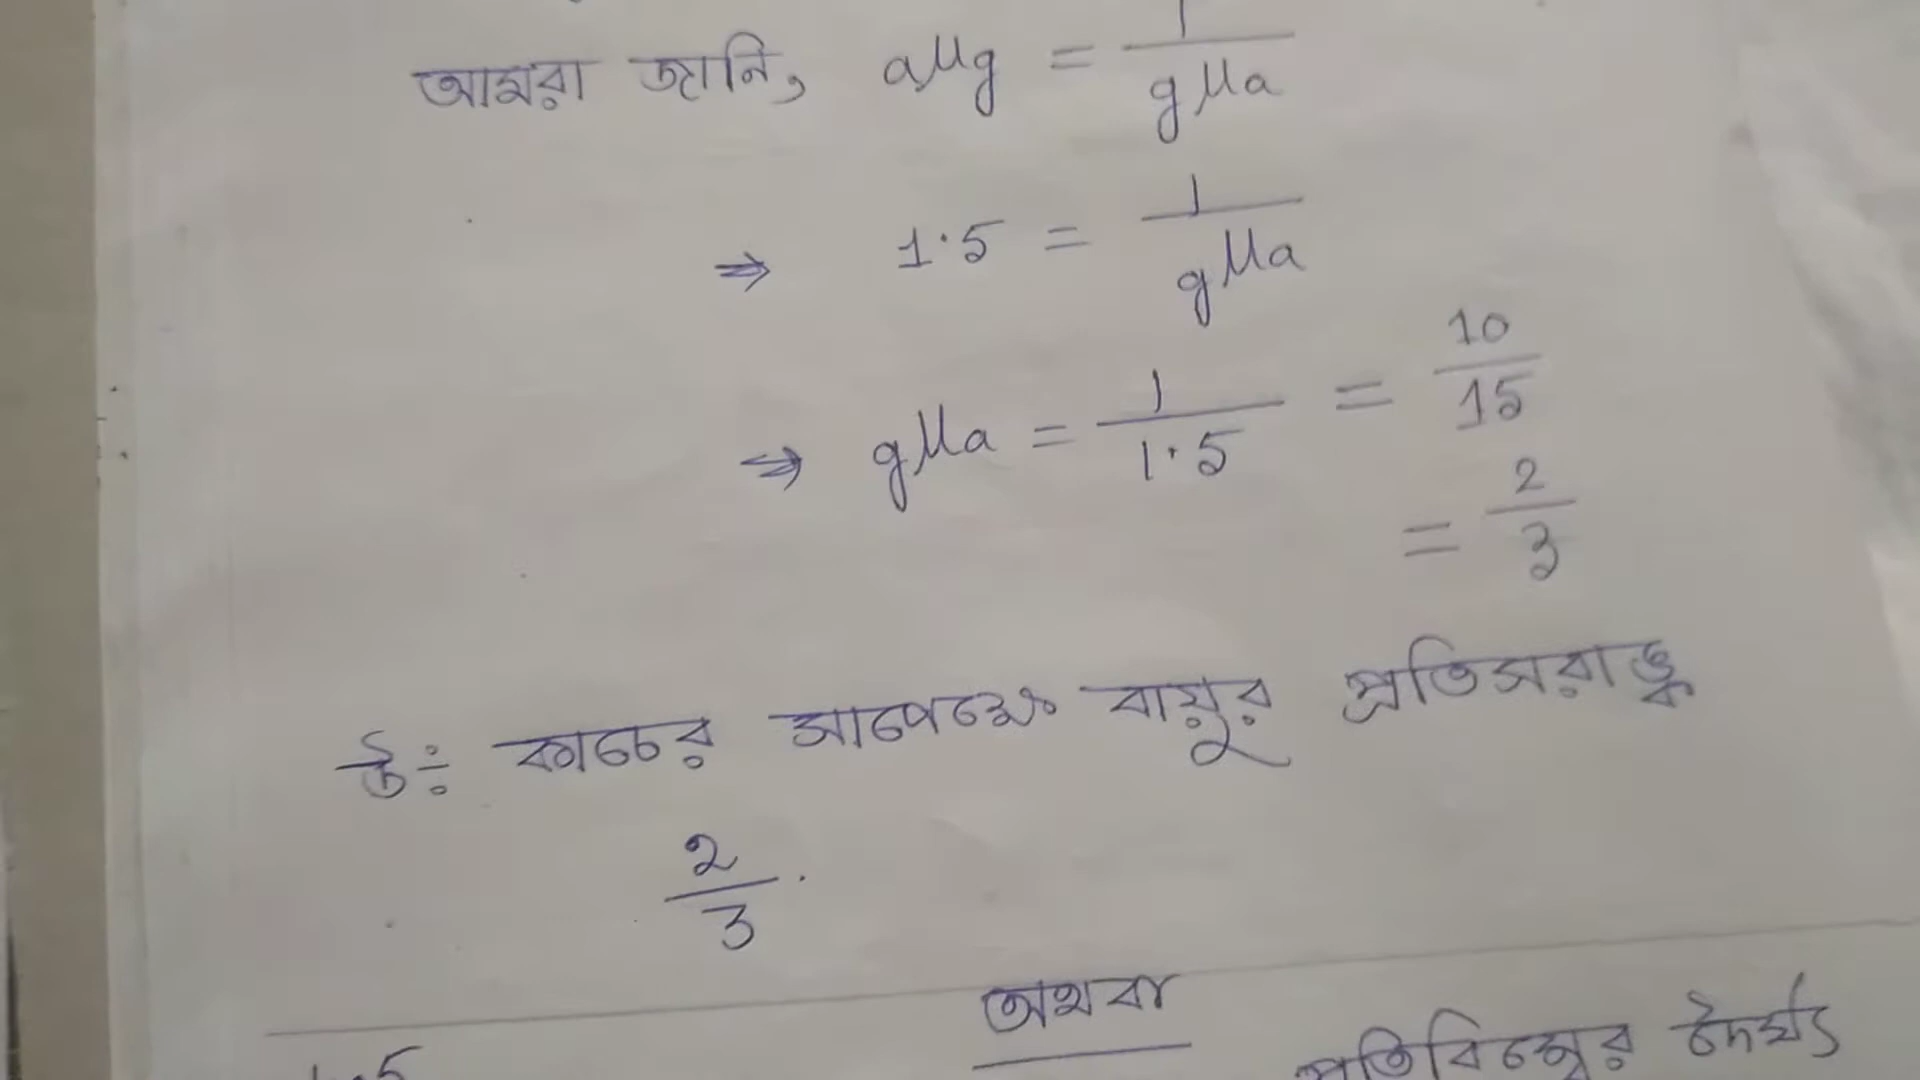 আমরা জানি, aμg = 1/gμa
⇒ 1.5 = 1/gμa
⇒ gμa = 1/1.5 = 10/15
= 2/3
উঃ কাচের সাপেক্ষে বায়ুর প্রতিসরাঙ্ক
2/3.
অথবা
প্রতিবিম্বের দৈর্ঘ্য